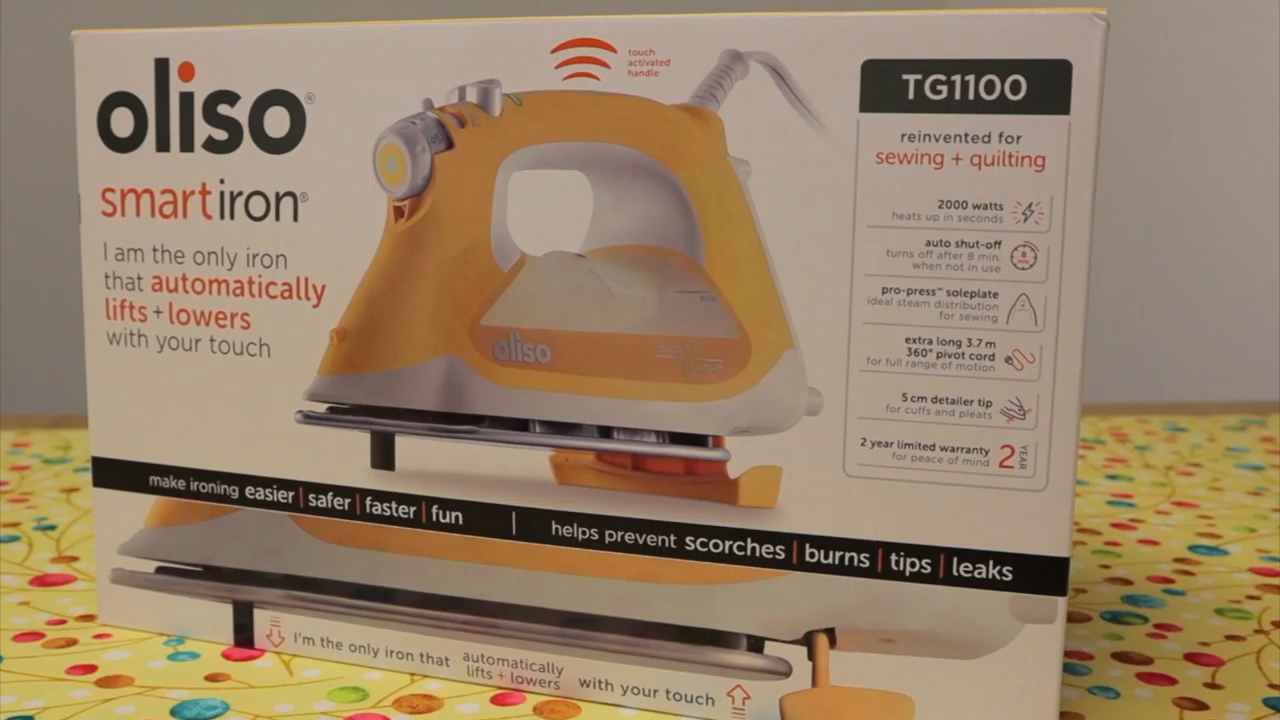 oliso®
smartiron®
I am the only iron
that automatically
lifts + lowers
with your touch
touch
activated
handle
MAX
oliso
TG1100
reinvented for
sewing + quilting
2000 watts
heats up in seconds
auto shut-off
turns off after 8 min.
when not in use
pro-press™ soleplate
ideal steam distribution
for sewing
extra long 3.7 m
360° pivot cord
for full range of motion
5 cm detailer tip
for cuffs and pleats
2 year limited warranty
for peace of mind
2 YEAR
make ironing easier | safer | faster | fun | helps prevent scorches | burns | tips | leaks
I'm the only iron that automatically
lifts + lowers with your touch